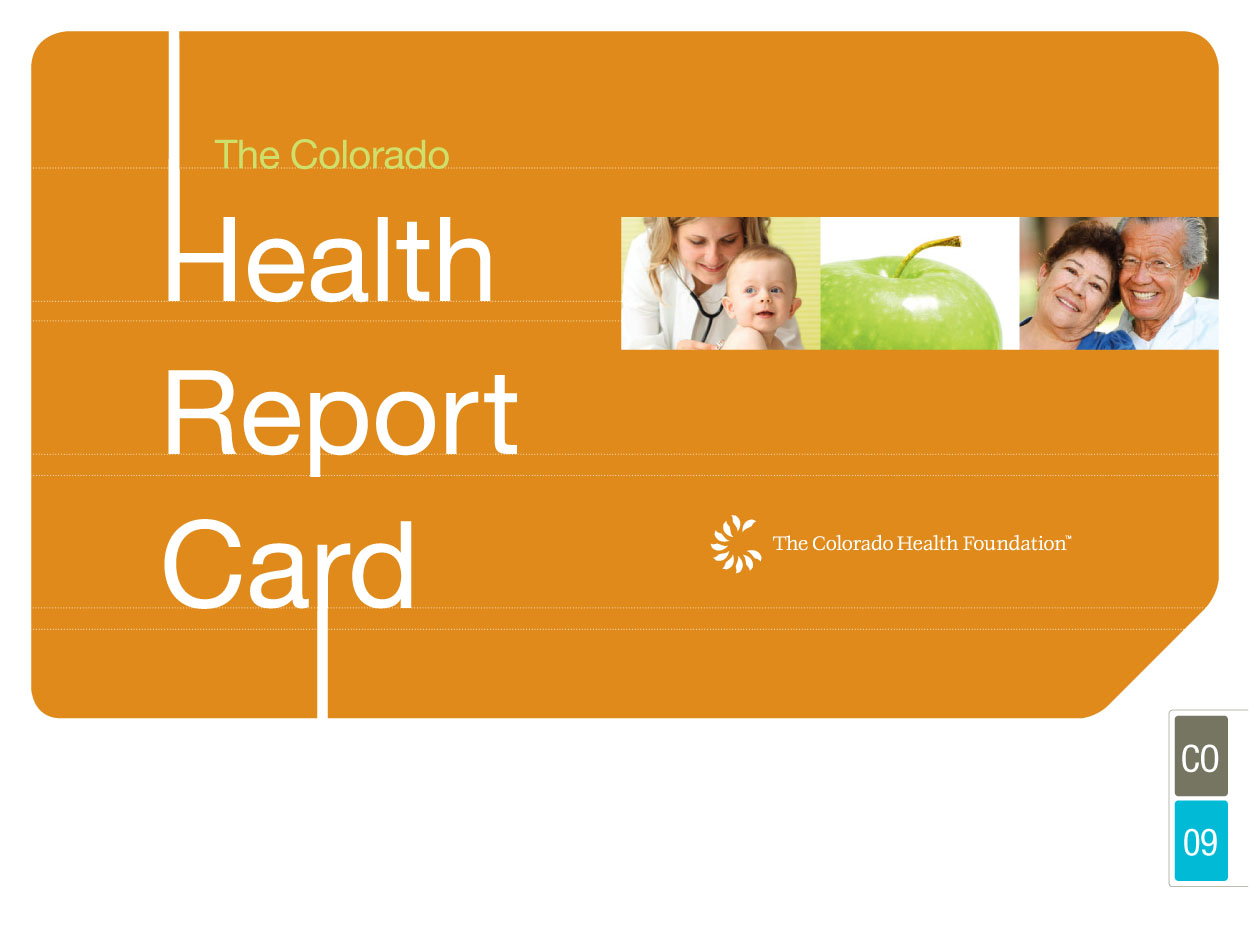 The Colorado
Health
Report
Card
The Colorado Health Foundation™
CO
09